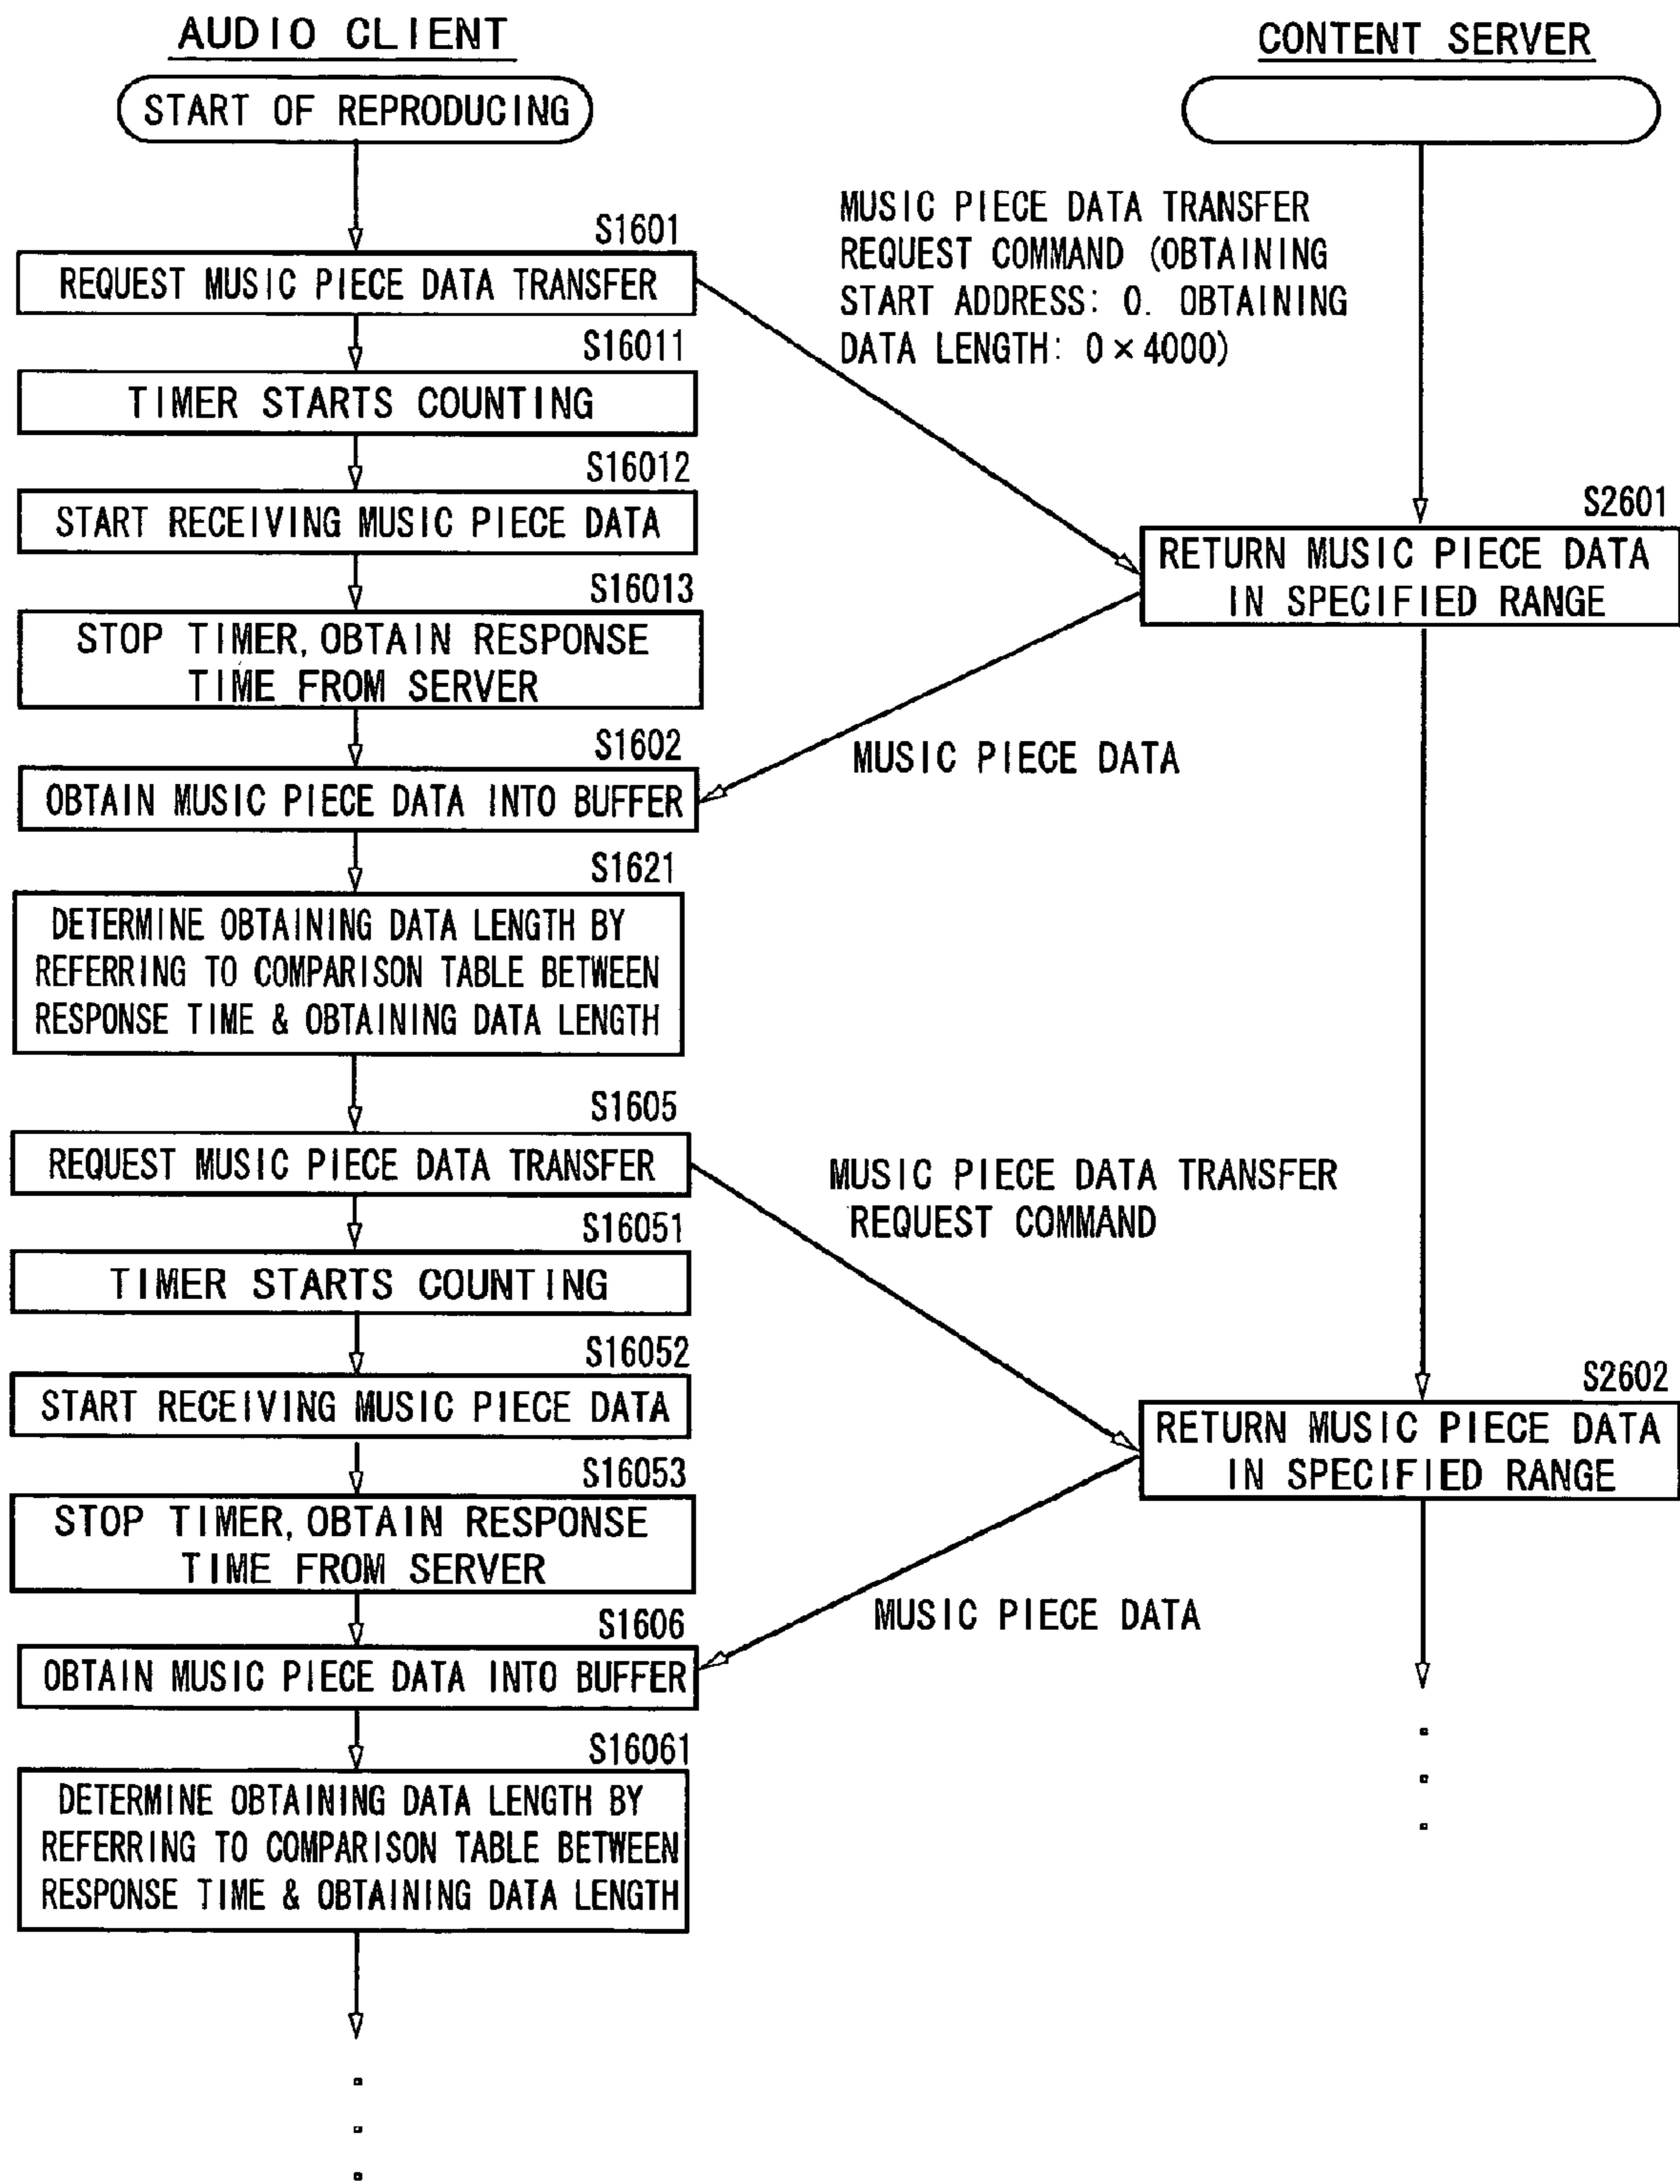 AUDIO CLIENT
START OF REPRODUCING
S1601
REQUEST MUSIC PIECE DATA TRANSFER
S16011
TIMER STARTS COUNTING
S16012
START RECEIVING MUSIC PIECE DATA
S16013
STOP TIMER, OBTAIN RESPONSE
TIME FROM SERVER
S1602
OBTAIN MUSIC PIECE DATA INTO BUFFER
S1621
DETERMINE OBTAINING DATA LENGTH BY
REFERRING TO COMPARISON TABLE BETWEEN
RESPONSE TIME & OBTAINING DATA LENGTH
S1605
REQUEST MUSIC PIECE DATA TRANSFER
S16051
TIMER STARTS COUNTING
S16052
START RECEIVING MUSIC PIECE DATA
S16053
STOP TIMER, OBTAIN RESPONSE
TIME FROM SERVER
S1606
OBTAIN MUSIC PIECE DATA INTO BUFFER
S16061
DETERMINE OBTAINING DATA LENGTH BY
REFERRING TO COMPARISON TABLE BETWEEN
RESPONSE TIME & OBTAINING DATA LENGTH
MUSIC PIECE DATA TRANSFER
REQUEST COMMAND (OBTAINING
START ADDRESS: 0. OBTAINING
DATA LENGTH: 0×4000)
MUSIC PIECE DATA
MUSIC PIECE DATA TRANSFER
REQUEST COMMAND
MUSIC PIECE DATA
CONTENT SERVER
S2601
RETURN MUSIC PIECE DATA
IN SPECIFIED RANGE
S2602
RETURN MUSIC PIECE DATA
IN SPECIFIED RANGE